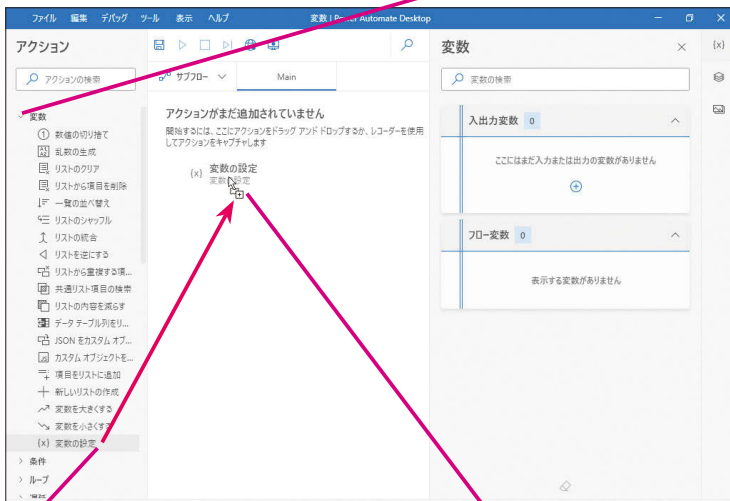 ファイル 編集 デバッグ ツール 表示 ヘルプ 変数 | Power Automate Desktop
アクション
アクションの検索
変数
数値の切り捨て
乱数の生成
リストのクリア
リストから項目を削除
一覧の並べ替え
リストのシャッフル
リストの統合
リストを逆にする
リストから重複する項...
共通リスト項目の検索
リストの内容を減らす
データ テーブル列をリ...
JSON をカスタム オブ...
カスタム オブジェクトを...
項目をリストに追加
新しいリストの作成
変数を大きくする
変数を小さくする
{x} 変数の設定
条件
ループ
サブフロー
Main
アクションがまだ追加されていません
開始するには、ここにアクションをドラッグ アンド ドロップするか、レコーダーを使用
してアクションをキャプチャします
{x} 変数の設定
変数の設定
変数
{x}
変数の検索
入出力変数 0
ここにはまだ入力または出力の変数がありません
フロー変数 0
表示する変数がありません